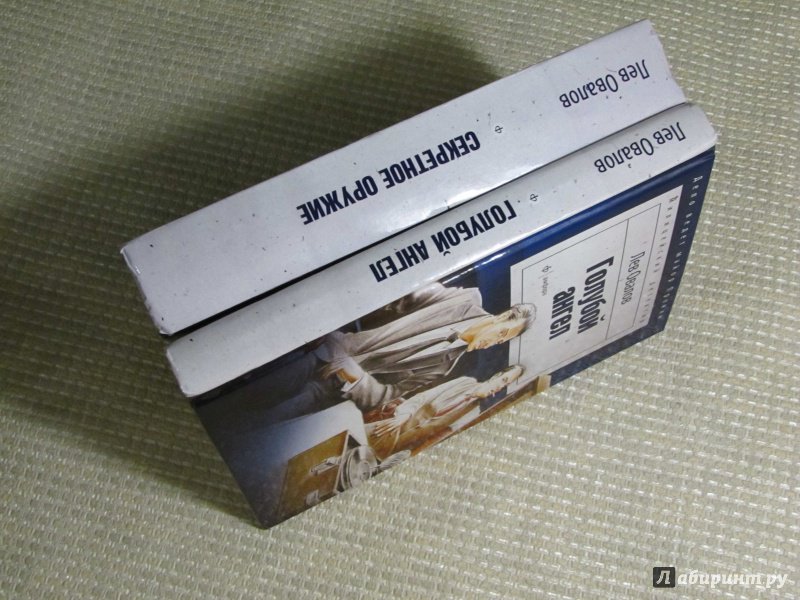 Лев Овалов
СЕКРЕТНОЕ ОРУЖИЕ
Лев Овалов
ГОЛУБОЙ АНГЕЛ
Лев Овалов
Голубой
ангел
Лабиринт.ру